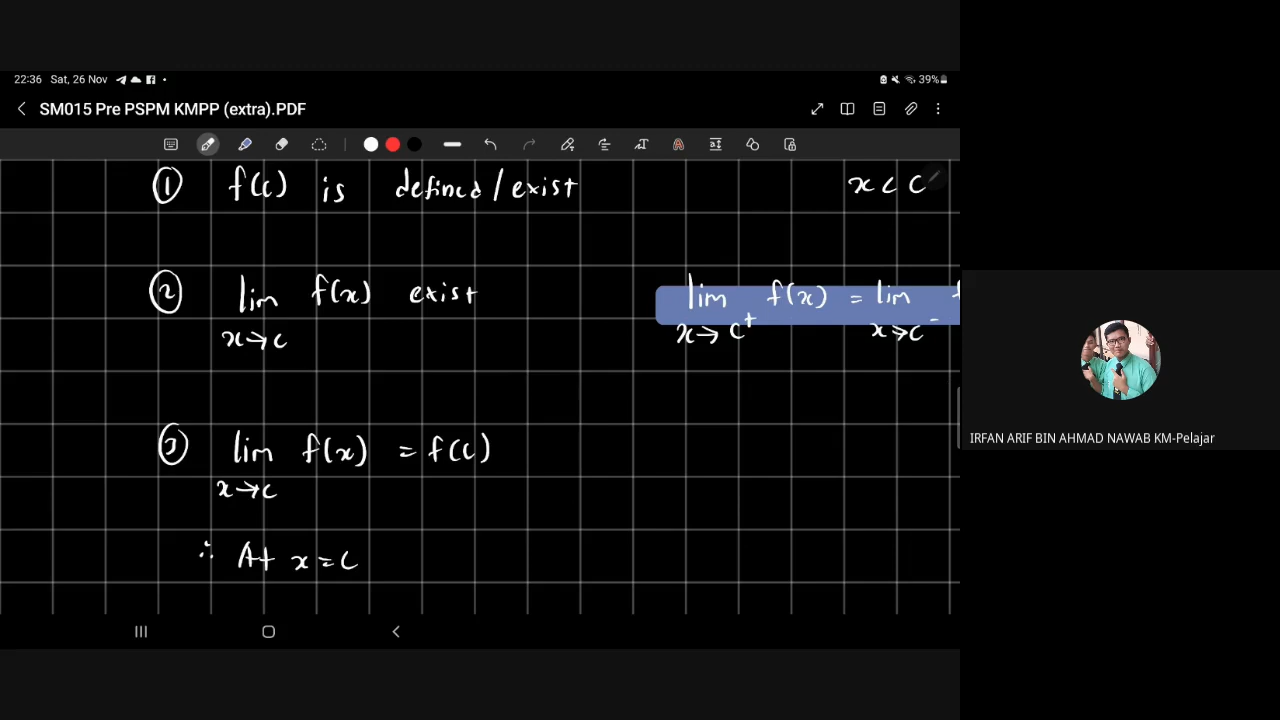 22:36 Sat, 26 Nov
39%
SM015 Pre PSPM KMPP (extra).PDF
① f(c) is defined / exist
x < c
② lim f(x) exist
x→c
lim f(x) = lim f
x→c⁺ x→c⁻
③ lim f(x) = f(c)
x→c
∴ At x = c
IRFAN ARIF BIN AHMAD NAWAB KM-Pelajar